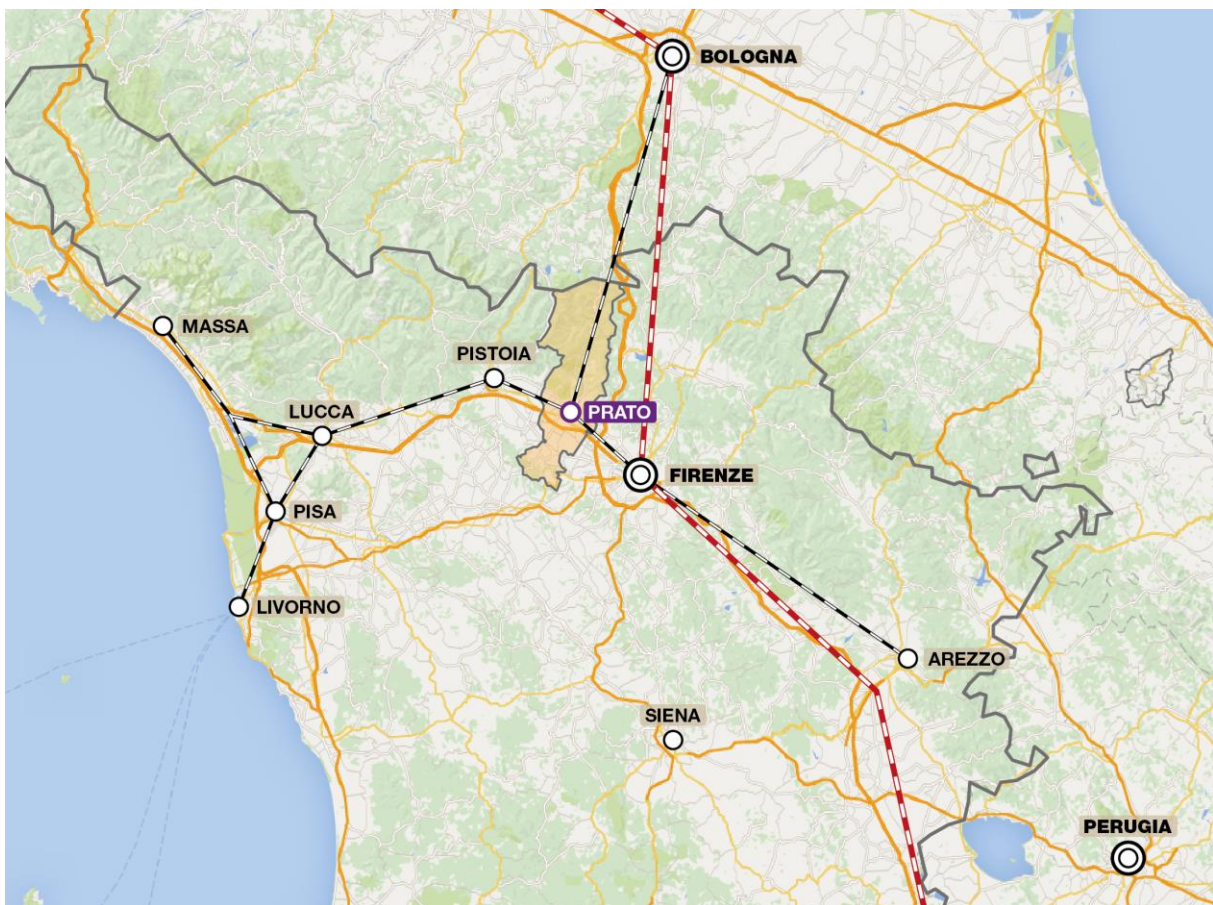 BOLOGNA
MASSA
PISTOIA
LUCCA
PRATO
FIRENZE
PISA
LIVORNO
AREZZO
SIENA
PERUGIA